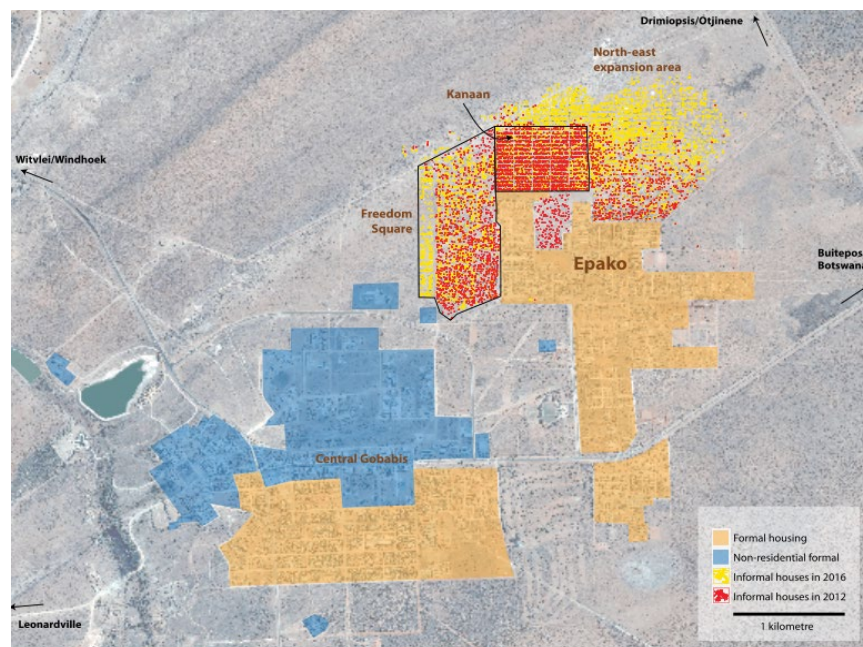 Drimiopsis/Otjinene
North-east
expansion area
Kanaan
Witvlei/Windhoek
Freedom
Square
Epako
Buitepos
Botswana
Central Gobabis
Leonardville
Formal housing
Non-residential formal
Informal houses in 2016
Informal houses in 2012
1 kilometre